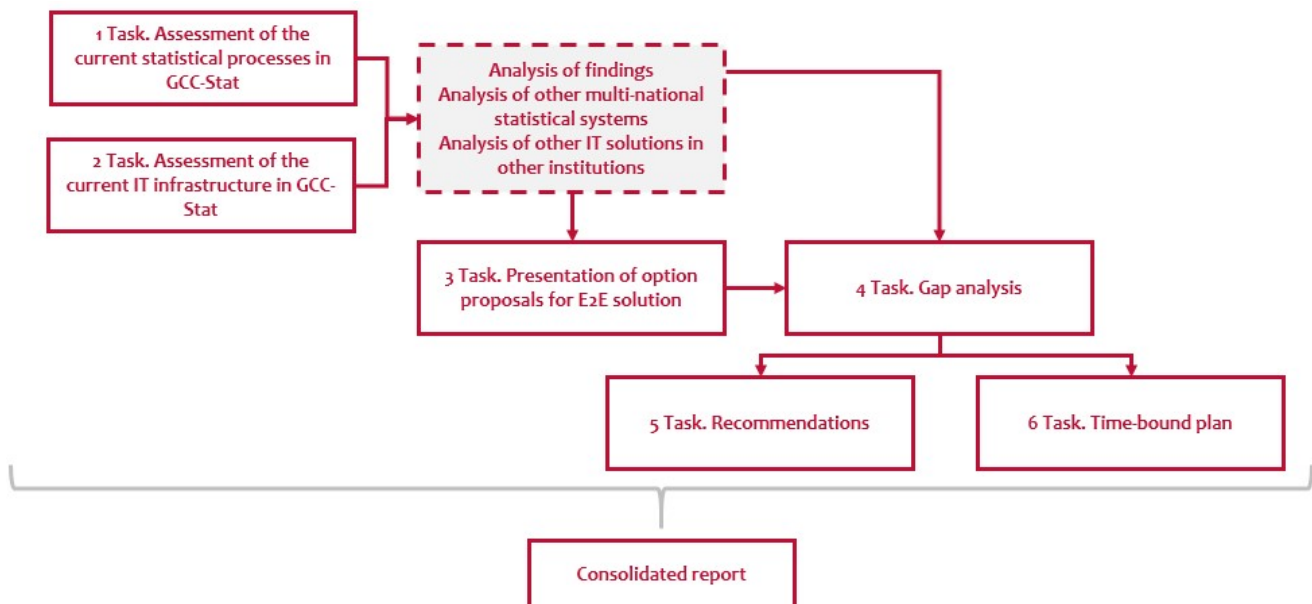 1 Task. Assessment of the
current statistical processes in
GCC-Stat
2 Task. Assessment of the
current IT infrastructure in GCC-
Stat
Analysis of findings
Analysis of other multi-national
statistical systems
Analysis of other IT solutions in
other institutions
3 Task. Presentation of option
proposals for E2E solution
4 Task. Gap analysis
5 Task. Recommendations
6 Task. Time-bound plan
Consolidated report